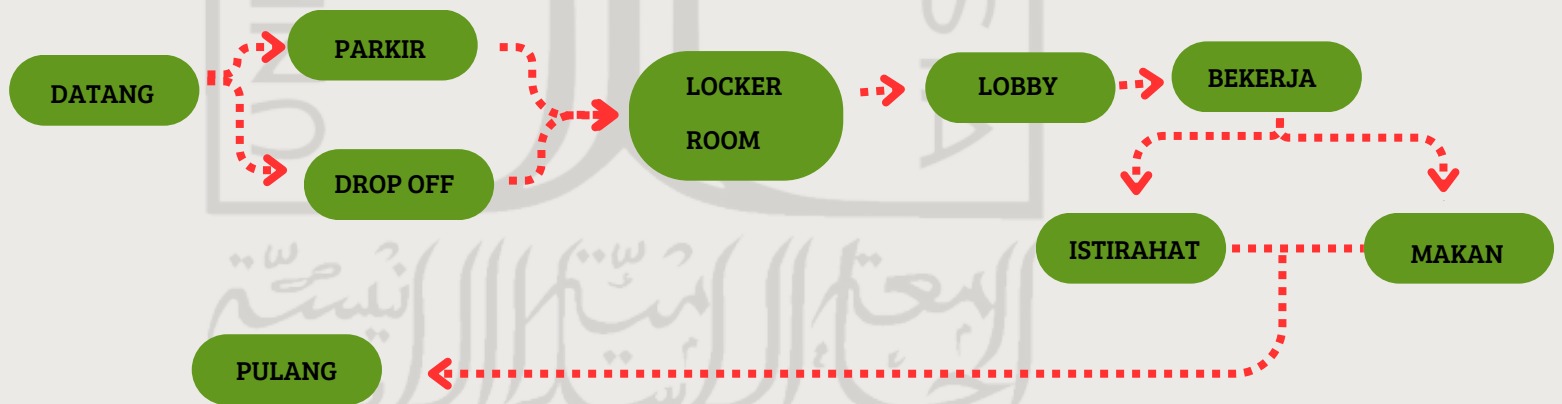 DATANG
PARKIR
DROP OFF
LOCKER
ROOM
LOBBY
BEKERJA
ISTIRAHAT
MAKAN
PULANG